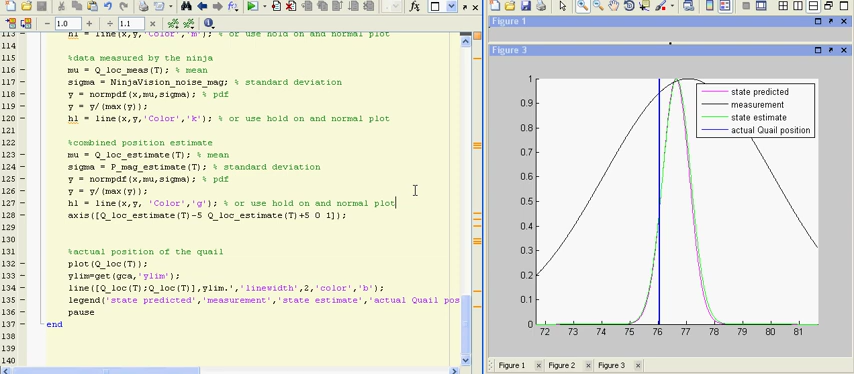 Figure 1
1.0
1.1
fx
113 hl = line(x,y,'Color','m'); % or use hold on and normal plot
114
115 %data measured by the ninja
116 mu = Q_loc_meas(T); % mean
117 sigma = NinjaVision_noise_mag; % standard deviation
118 y = normpdf(x,mu,sigma); % pdf
119 y = y/(max(y));
120 hl = line(x,y,'Color','k'); % or use hold on and normal plot
121
122 %combined position estimate
123 mu = Q_loc_estimate(T); % mean
124 sigma = P_mag_estimate(T); % standard deviation
125 y = normpdf(x,mu,sigma); % pdf
126 y = y/(max(y));
127 hl = line(x,y, 'Color','g'); % or use hold on and normal plot
128 axis([Q_loc_estimate(T)-5 Q_loc_estimate(T)+5 0 1]);
129
130
131 %actual position of the quail
132 plot(Q_loc(T));
133 ylim=get(gca,'ylim');
134 line([Q_loc(T);Q_loc(T)],ylim.','linewidth',2,'color','b');
135 legend('state predicted','measurement','state estimate','actual Quail pos
136 pause
137 end
138
139
140
Figure 3
state predicted
measurement
state estimate
actual Quail position
1
0.9
0.8
0.7
0.6
0.5
0.4
0.3
0.2
0.1
0
72 73 74 75 76 77 78 79 80 81
Figure 1 Figure 2 Figure 3